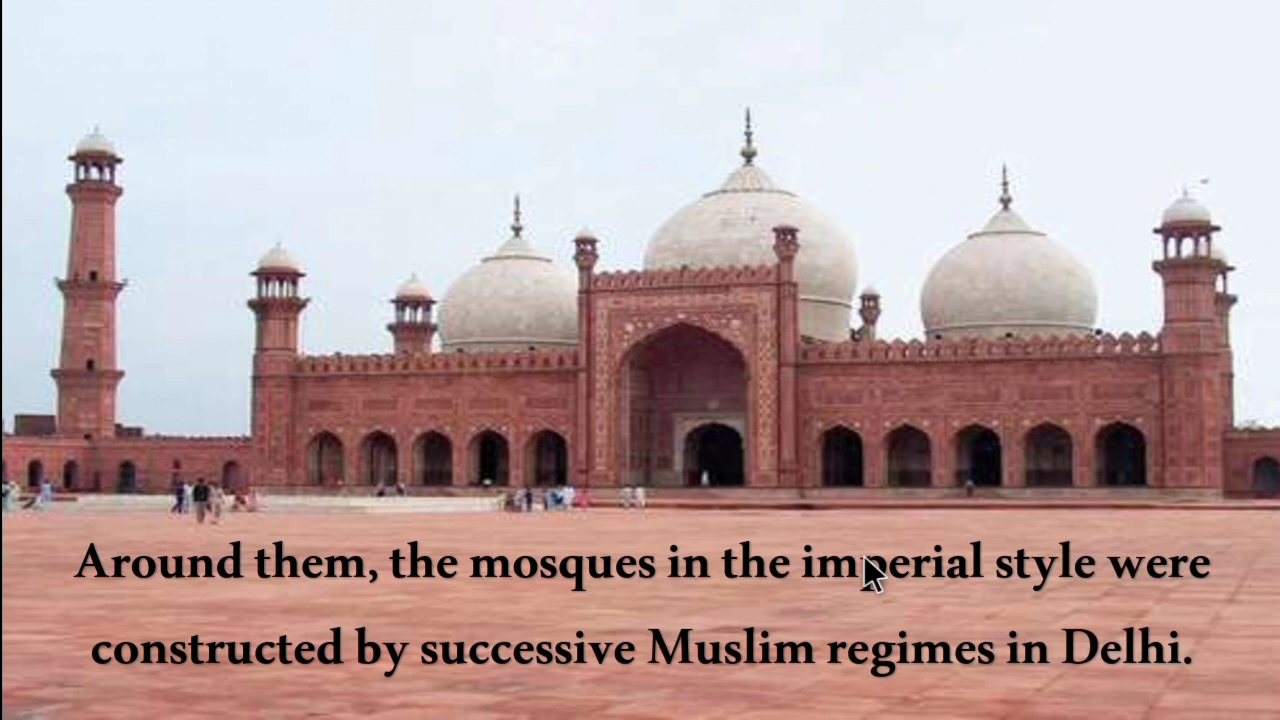 Around them, the mosques in the imperial style were
constructed by successive Muslim regimes in Delhi.